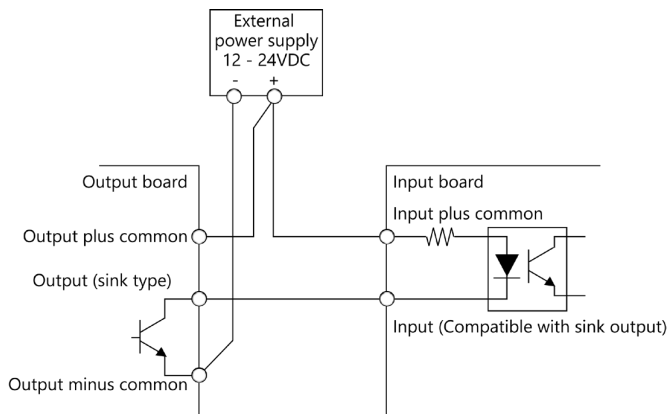 External
power supply
12 - 24VDC
- +
Output board
Input board
Input plus common
Output plus common
Output (sink type)
Input (Compatible with sink output)
Output minus common